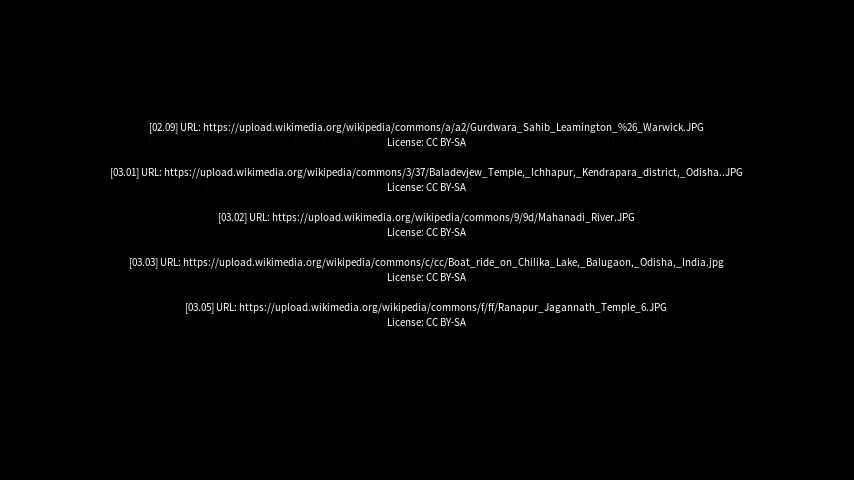 [02.09] URL: https://upload.wikimedia.org/wikipedia/commons/a/a2/Gurdwara_Sahib_Leamington_%26_Warwick.JPG
License: CC BY-SA
[03.01] URL: https://upload.wikimedia.org/wikipedia/commons/3/37/Baladevjew_Temple,_Ichhapur,_Kendrapara_district,_Odisha..JPG
License: CC BY-SA
[03.02] URL: https://upload.wikimedia.org/wikipedia/commons/9/9d/Mahanadi_River.JPG
License: CC BY-SA
[03.03] URL: https://upload.wikimedia.org/wikipedia/commons/c/cc/Boat_ride_on_Chilika_Lake,_Balugaon,_Odisha,_India.jpg
License: CC BY-SA
[03.05] URL: https://upload.wikimedia.org/wikipedia/commons/f/ff/Ranapur_Jagannath_Temple_6.JPG
License: CC BY-SA